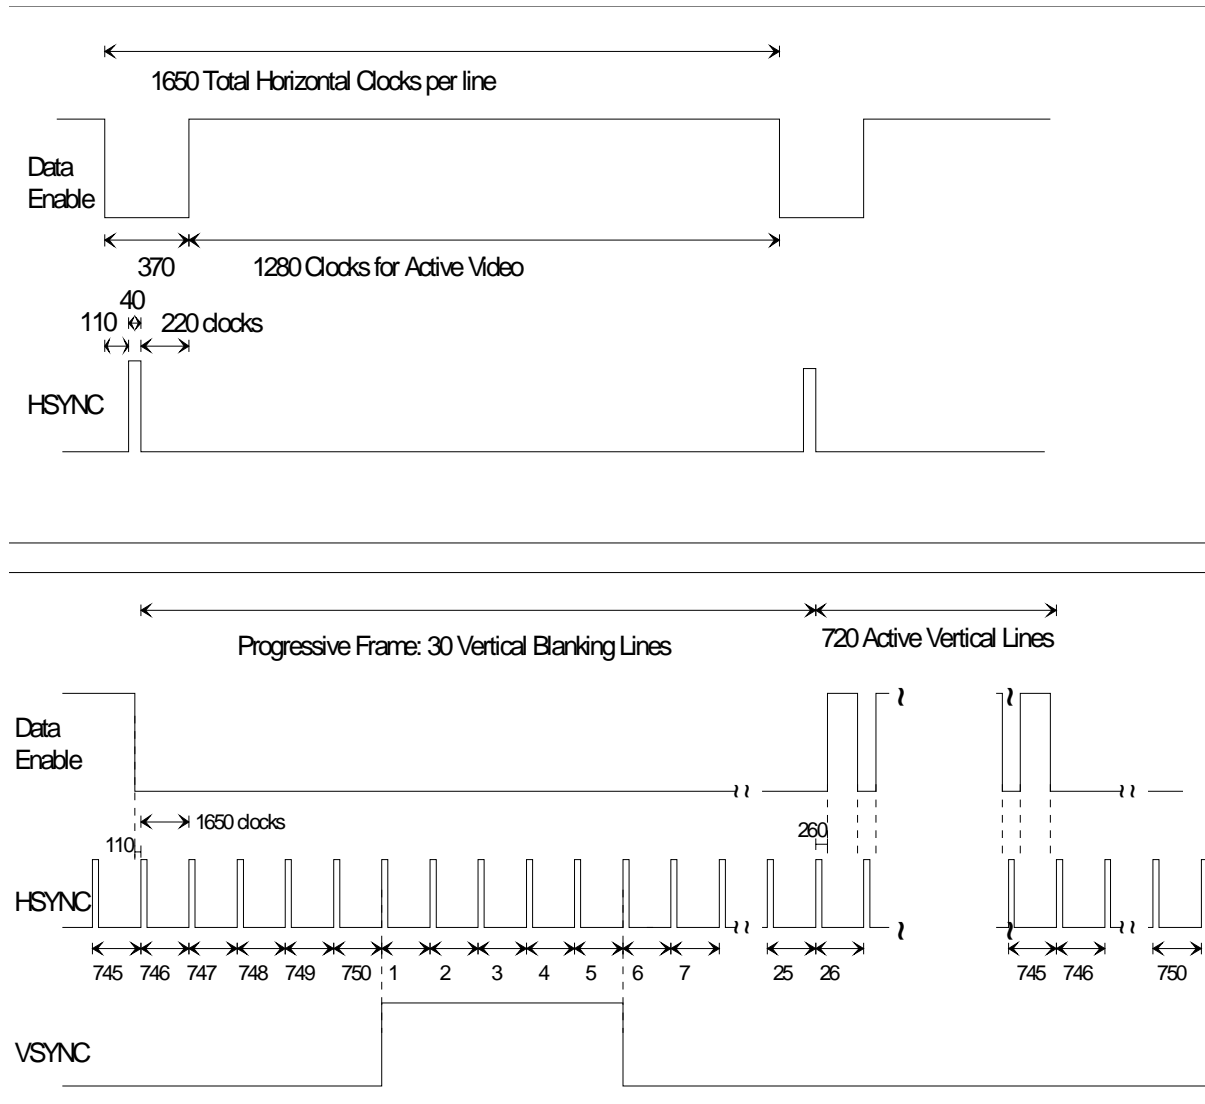 1650 Total Horizontal Clocks per line
Data
Enable
370
1280 Clocks for Active Video
40
110
220 clocks
HSYNC
Progressive Frame: 30 Vertical Blanking Lines
720 Active Vertical Lines
Data
Enable
1650 clocks
110
260
HSYNC
745 746 747 748 749 750 1 2 3 4 5 6 7 25 26 745 746 750
VSYNC